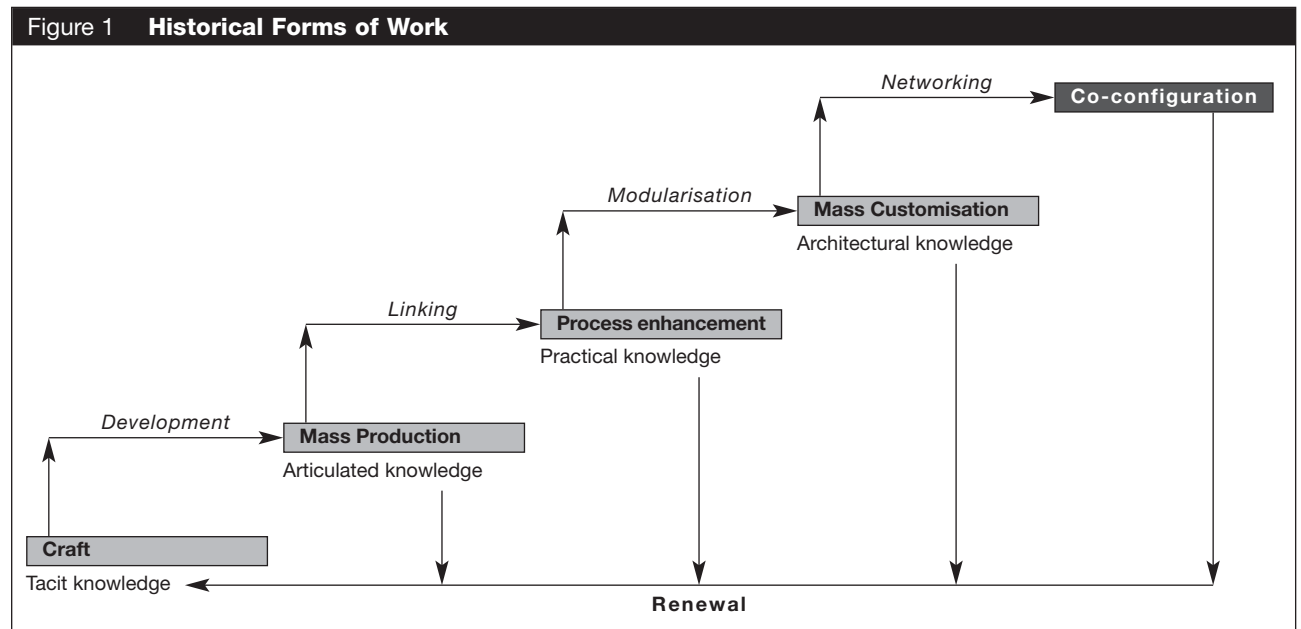 Figure 1 Historical Forms of Work
Networking
Co-configuration
Modularisation
Mass Customisation
Architectural knowledge
Linking
Process enhancement
Practical knowledge
Development
Mass Production
Articulated knowledge
Craft
Tacit knowledge
Renewal